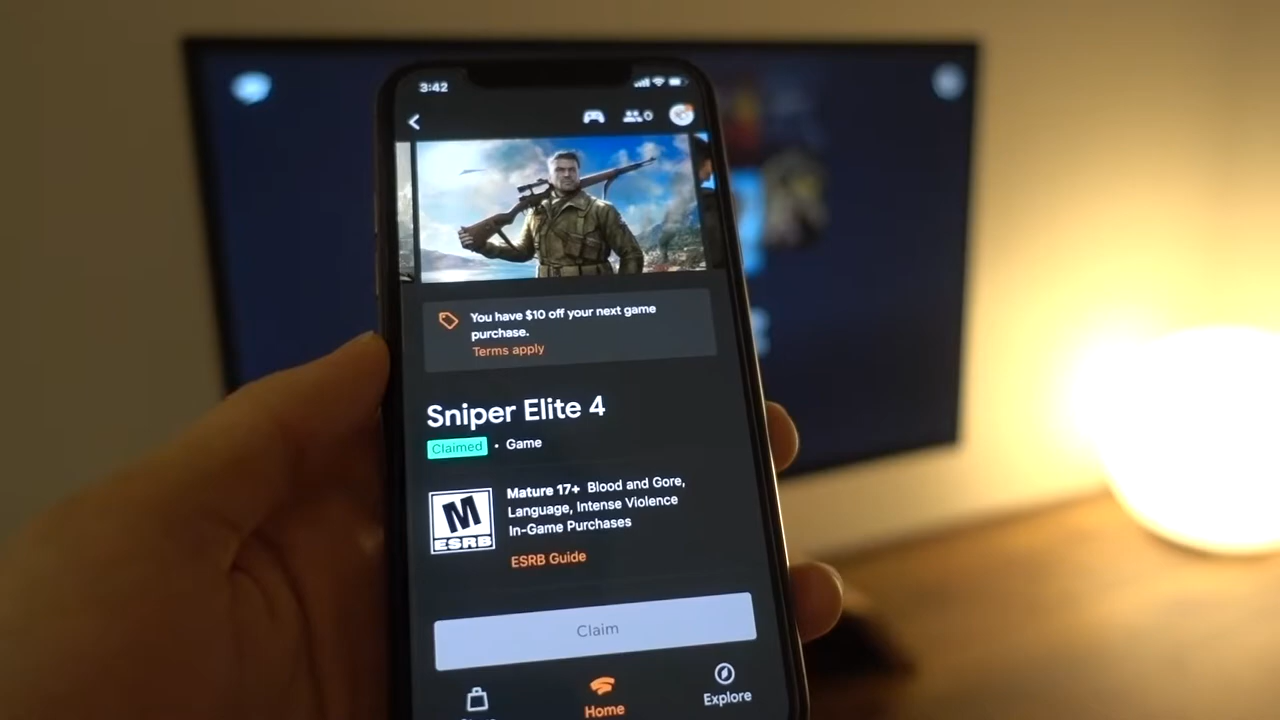 3:42
0
You have $10 off your next game
purchase.
Terms apply
Sniper Elite 4
Claimed • Game
Mature 17+ Blood and Gore,
Language, Intense Violence
In-Game Purchases
M
ESRB
ESRB Guide
Claim
Home
Explore